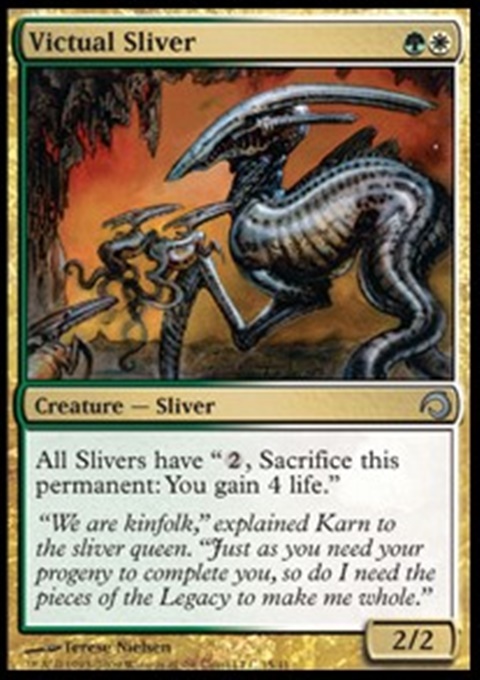 Victual Sliver
Creature — Sliver
All Slivers have “2, Sacrifice this
permanent: You gain 4 life.”
“We are kinfolk,” explained Karn to
the sliver queen. “Just as you need your
progeny to complete you, so do I need the
pieces of the Legacy to make me whole.”
Terese Nielsen
2/2